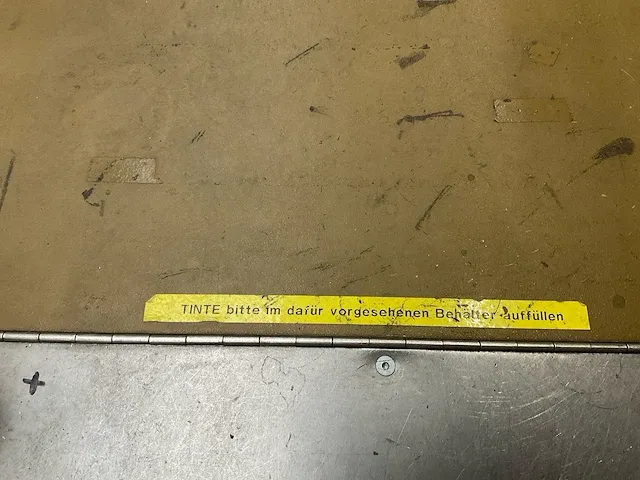 TINTE bitte im dafür vorgesehenen Behälter auffüllen